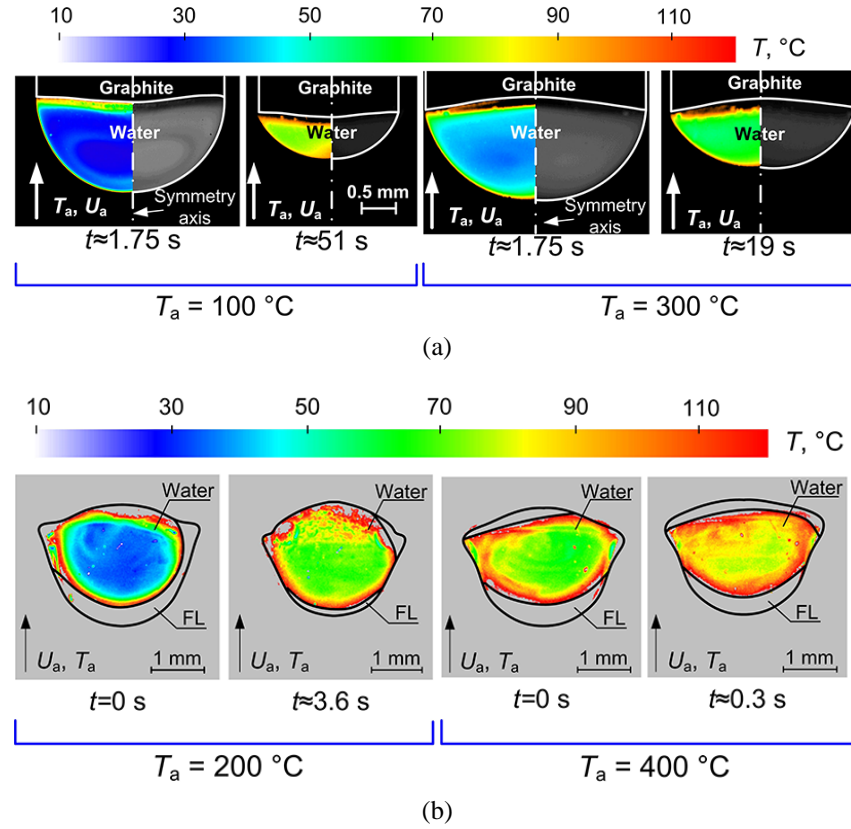 10 30 50 70 90 110
T, °C
Graphite Graphite Graphite Graphite
Water Water Water Water
0.5 mm
Symmetry axis Symmetry axis
Tₐ, Uₐ Tₐ, Uₐ Tₐ, Uₐ Tₐ, Uₐ
t≈1.75 s t≈51 s t≈1.75 s t≈19 s
Tₐ = 100 °C Tₐ = 300 °C
(a)
10 30 50 70 90 110
T, °C
Water Water Water Water
FL FL FL FL
Uₐ, Tₐ Uₐ, Tₐ Uₐ, Tₐ Uₐ, Tₐ
1 mm 1 mm 1 mm 1 mm
t=0 s t≈3.6 s t=0 s t≈0.3 s
Tₐ = 200 °C Tₐ = 400 °C
(b)